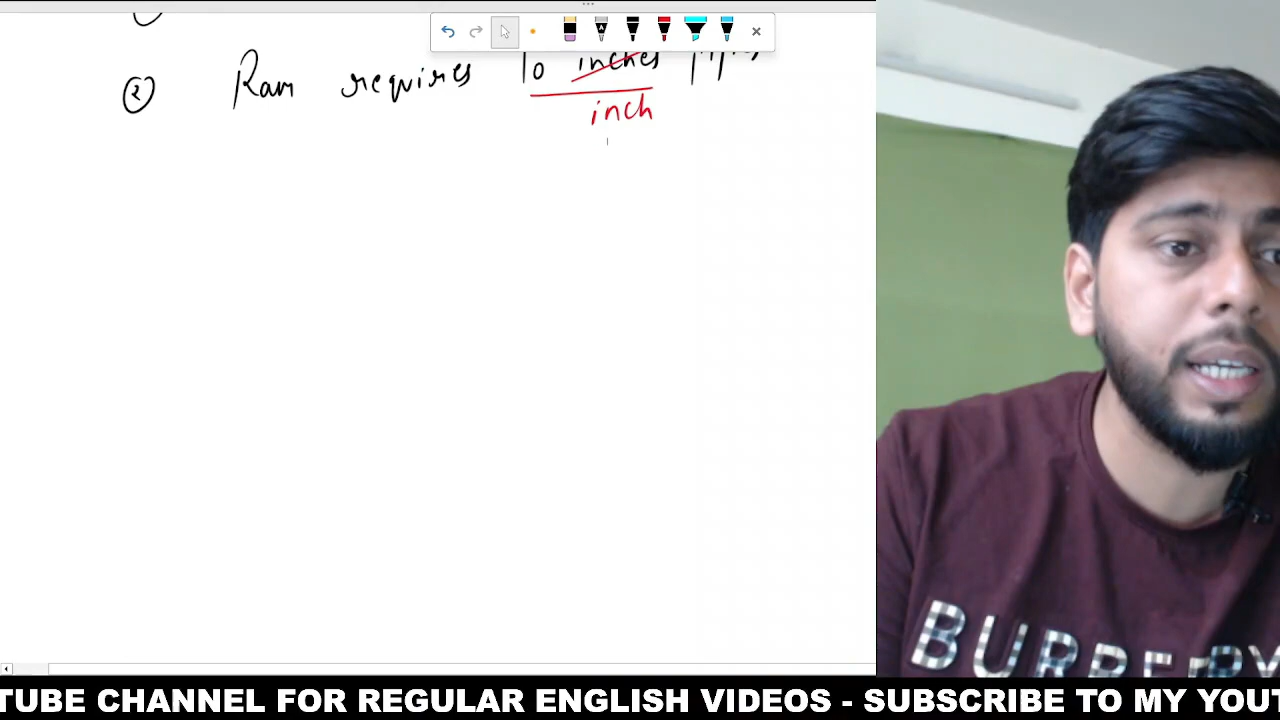 ② Ram requires 10 inches
inch
BURBERRY
TUBE CHANNEL FOR REGULAR ENGLISH VIDEOS - SUBSCRIBE TO MY YOUT